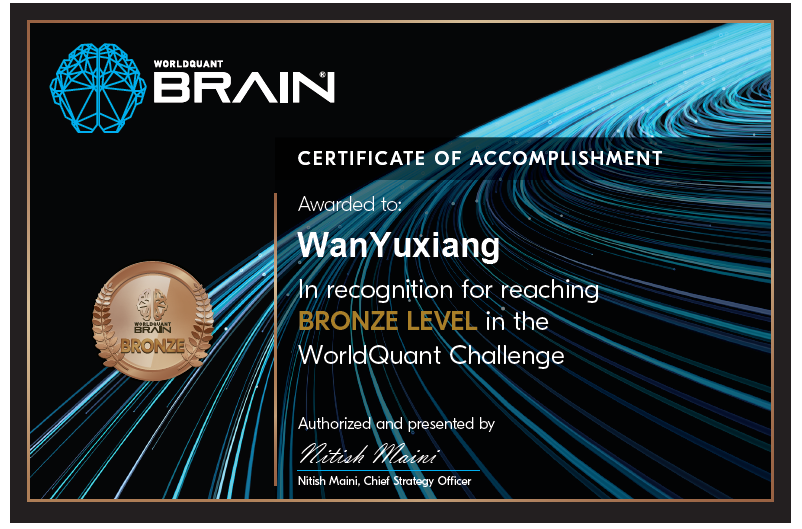 WORLDQUANT
BRAIN®
CERTIFICATE OF ACCOMPLISHMENT
Awarded to:
WanYuxiang
In recognition for reaching
BRONZE LEVEL in the
WorldQuant Challenge
WORLDQUANT
BRAIN
BRONZE
Authorized and presented by
Nitish Maini
Nitish Maini, Chief Strategy Officer